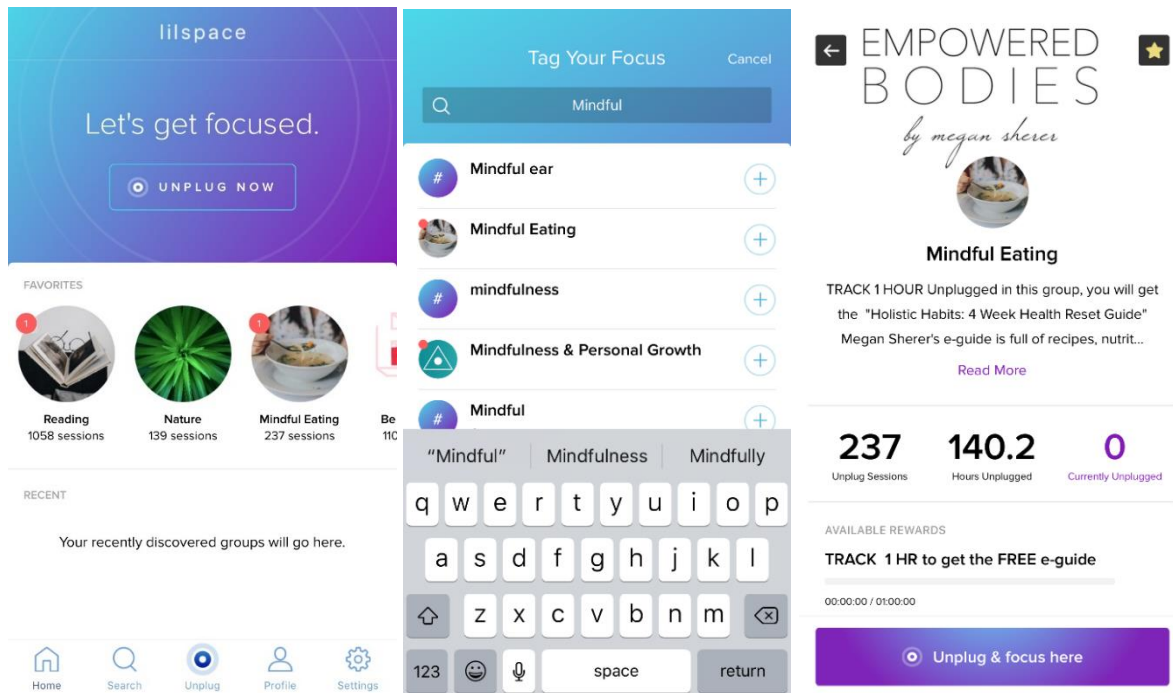 lilspace
Let's get focused.
UNPLUG NOW
FAVORITES
1
1
Reading
1058 sessions
Nature
139 sessions
Mindful Eating
237 sessions
Be
110
RECENT
Your recently discovered groups will go here.
Home
Search
Unplug
Profile
Settings
Tag Your Focus
Cancel
Mindful
# Mindful ear
Mindful Eating
# mindfulness
Mindfulness & Personal Growth
# Mindful
"Mindful" Mindfulness Mindfully
q w e r t y u i o p
a s d f g h j k l
z x c v b n m
123 space return
EMPOWERED
BODIES
by megan sherer
Mindful Eating
TRACK 1 HOUR Unplugged in this group, you will get
the "Holistic Habits: 4 Week Health Reset Guide"
Megan Sherer's e-guide is full of recipes, nutrit...
Read More
237
Unplug Sessions
140.2
Hours Unplugged
0
Currently Unplugged
AVAILABLE REWARDS
TRACK 1 HR to get the FREE e-guide
00:00:00 / 01:00:00
Unplug & focus here